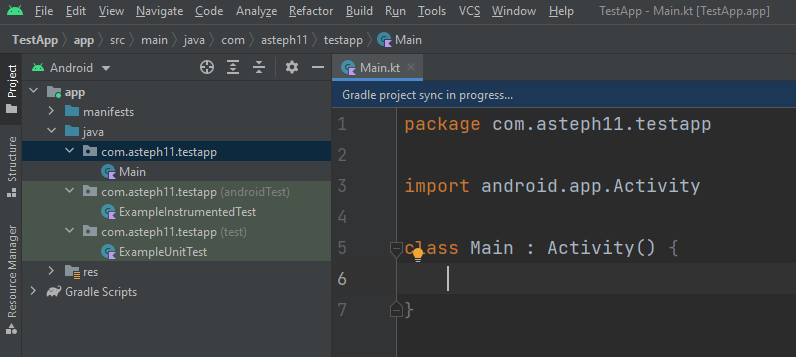 File Edit View Navigate Code Analyze Refactor Build Run Tools VCS Window Help TestApp - Main.kt [TestApp.app]
TestApp app src main java com asteph11 testapp Main
Project
Structure
Resource Manager
Android
app
manifests
java
com.asteph11.testapp
Main
com.asteph11.testapp (androidTest)
ExampleInstrumentedTest
com.asteph11.testapp (test)
ExampleUnitTest
res
Gradle Scripts
Main.kt
Gradle project sync in progress...
1 package com.asteph11.testapp
2
3 import android.app.Activity
4
5 class Main : Activity() {
6
7 }